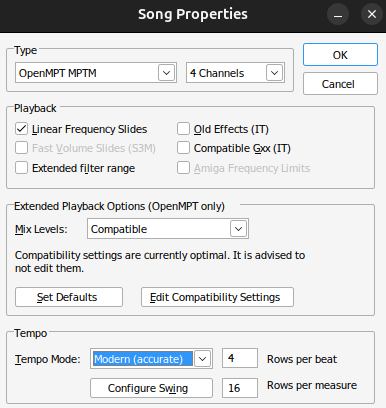 Song Properties
Type
OpenMPT MPTM
4 Channels
OK
Cancel
Playback
Linear Frequency Slides
Old Effects (IT)
Fast Volume Slides (S3M)
Compatible Gxx (IT)
Extended filter range
Amiga Frequency Limits
Extended Playback Options (OpenMPT only)
Mix Levels:
Compatible
Compatibility settings are currently optimal. It is advised to
not edit them.
Set Defaults
Edit Compatibility Settings
Tempo
Tempo Mode:
Modern (accurate)
4
Rows per beat
Configure Swing
16
Rows per measure